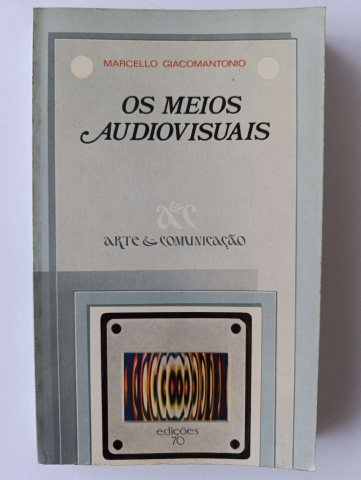 MARCELLO GIACOMANTONIO
OS MEIOS
AUDIOVISUAIS
a&c
ARTE & COMUNICAÇÃO
edições
70